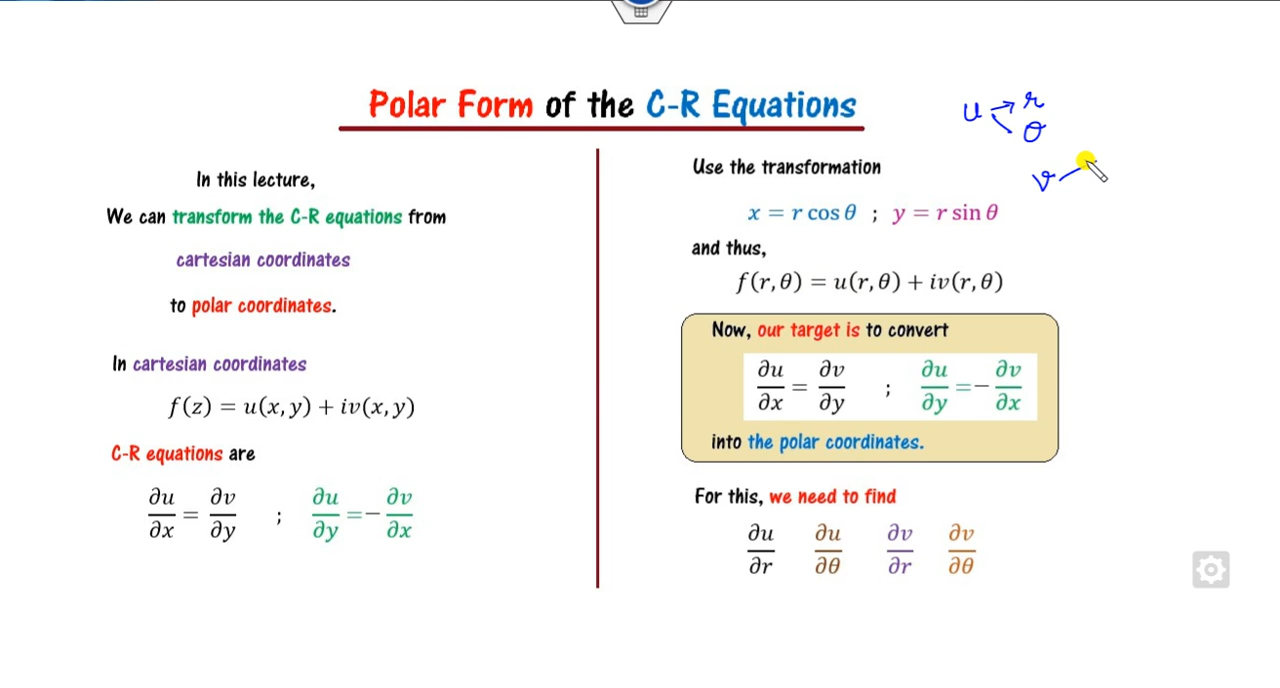 Polar Form of the C-R Equations
In this lecture,
We can transform the C-R equations from
cartesian coordinates
to polar coordinates.
In cartesian coordinates
f(z) = u(x, y) + iv(x, y)
C-R equations are
∂u/∂x = ∂v/∂y ; ∂u/∂y = − ∂v/∂x
u → r
θ
v
Use the transformation
x = r cos θ ; y = r sin θ
and thus,
f(r, θ) = u(r, θ) + iv(r, θ)
Now, our target is to convert
∂u/∂x = ∂v/∂y ; ∂u/∂y = − ∂v/∂x
into the polar coordinates.
For this, we need to find
∂u/∂r ∂u/∂θ ∂v/∂r ∂v/∂θ